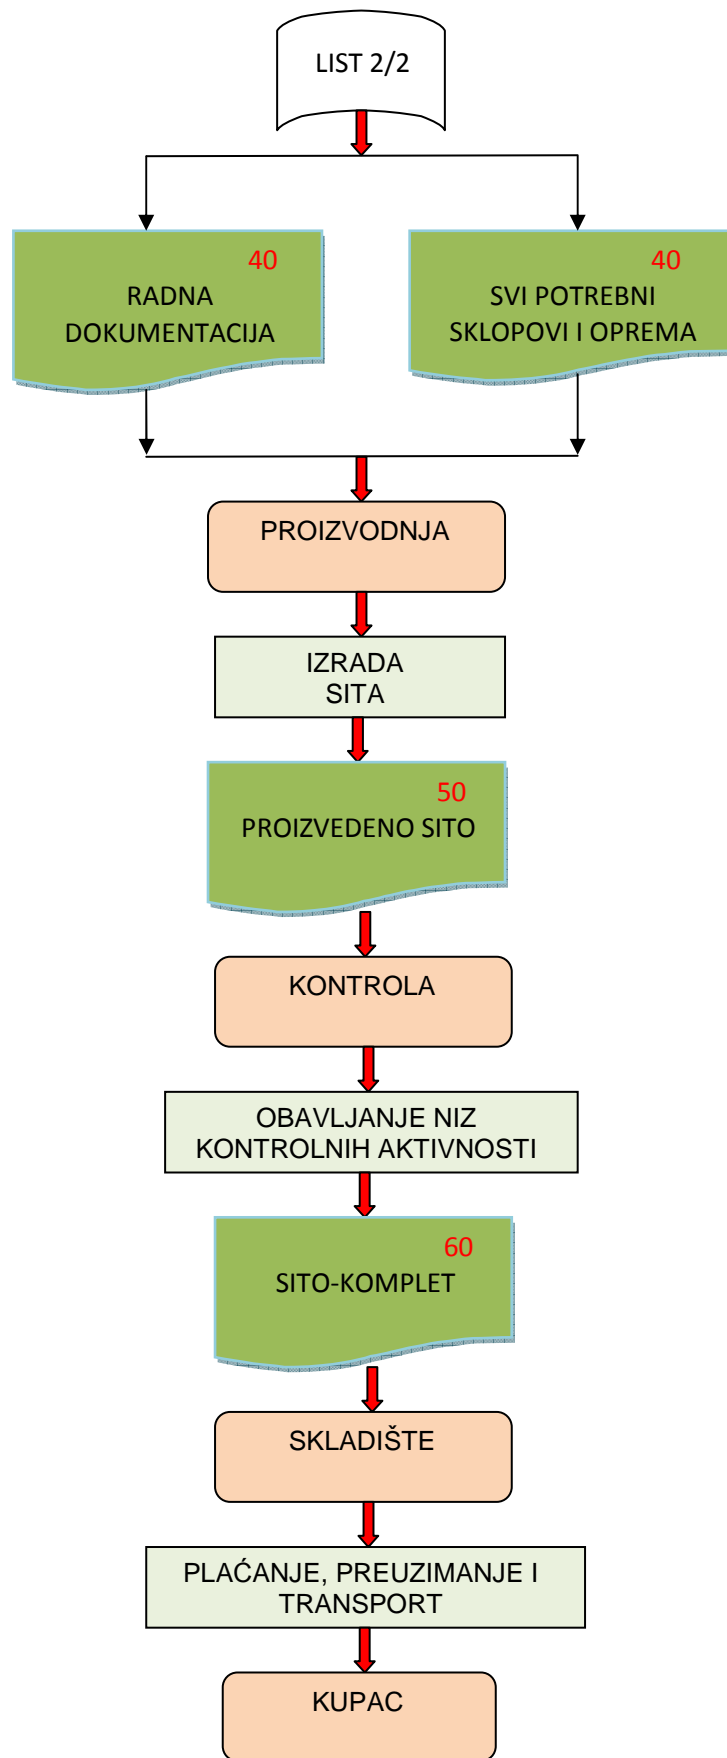 LIST 2/2
40
RADNA
DOKUMENTACIJA
40
SVI POTREBNI
SKLOPOVI I OPREMA
PROIZVODNJA
IZRADA
SITA
50
PROIZVEDENO SITO
KONTROLA
OBAVLJANJE NIZ
KONTROLNIH AKTIVNOSTI
60
SITO-KOMPLET
SKLADIŠTE
PLAĆANJE, PREUZIMANJE I
TRANSPORT
KUPAC